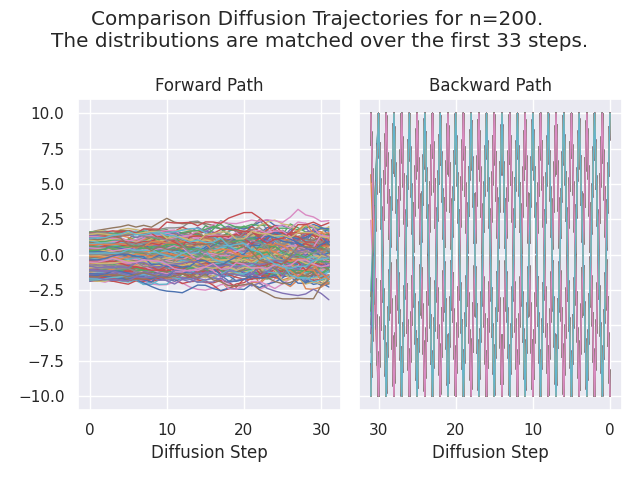 Comparison Diffusion Trajectories for n=200.
The distributions are matched over the first 33 steps.
Forward Path
Backward Path
10.0
7.5
5.0
2.5
0.0
−2.5
−5.0
−7.5
−10.0
0 10 20 30
30 20 10 0
Diffusion Step
Diffusion Step